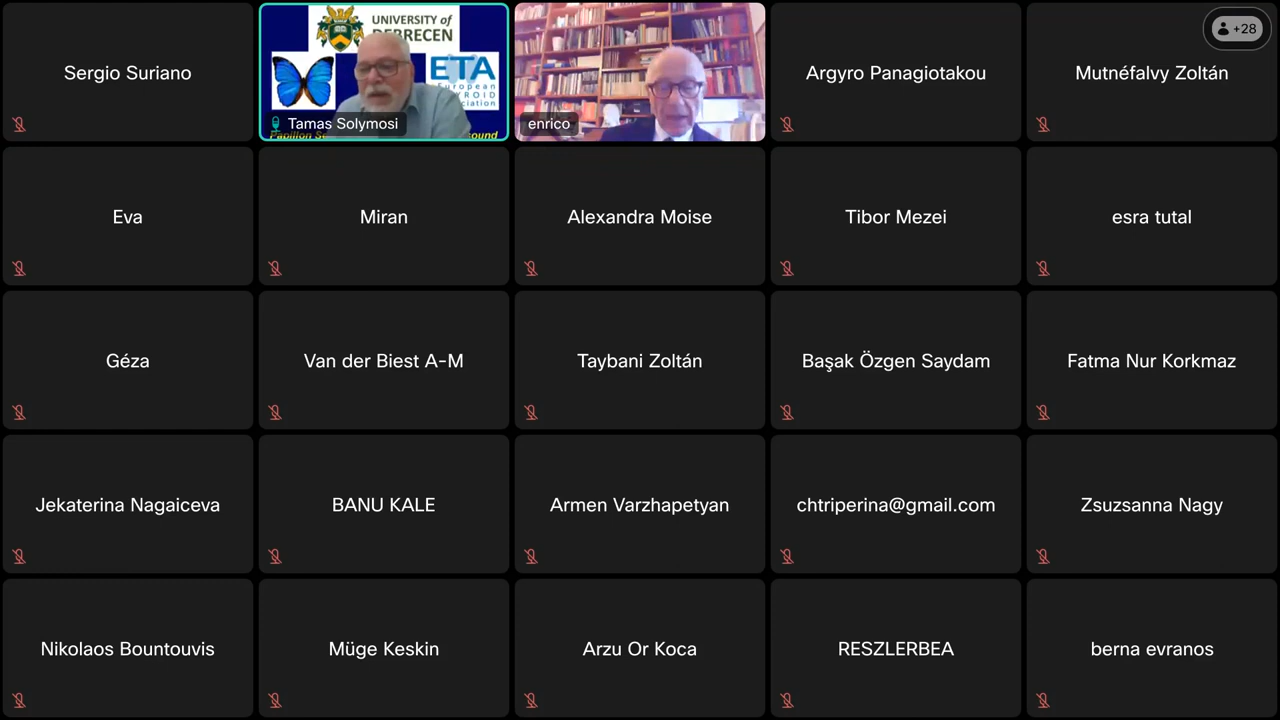 Sergio Suriano
UNIVERSITY of
DEBRECEN
ETA
European
Tamas Solymosi
enrico
Argyro Panagiotakou
Mutnéfalvy Zoltán
+28
Eva
Miran
Alexandra Moise
Tibor Mezei
esra tutal
Géza
Van der Biest A-M
Taybani Zoltán
Başak Özgen Saydam
Fatma Nur Korkmaz
Jekaterina Nagaiceva
BANU KALE
Armen Varzhapetyan
chtriperina@gmail.com
Zsuzsanna Nagy
Nikolaos Bountouvis
Müge Keskin
Arzu Or Koca
RESZLERBEA
berna evranos